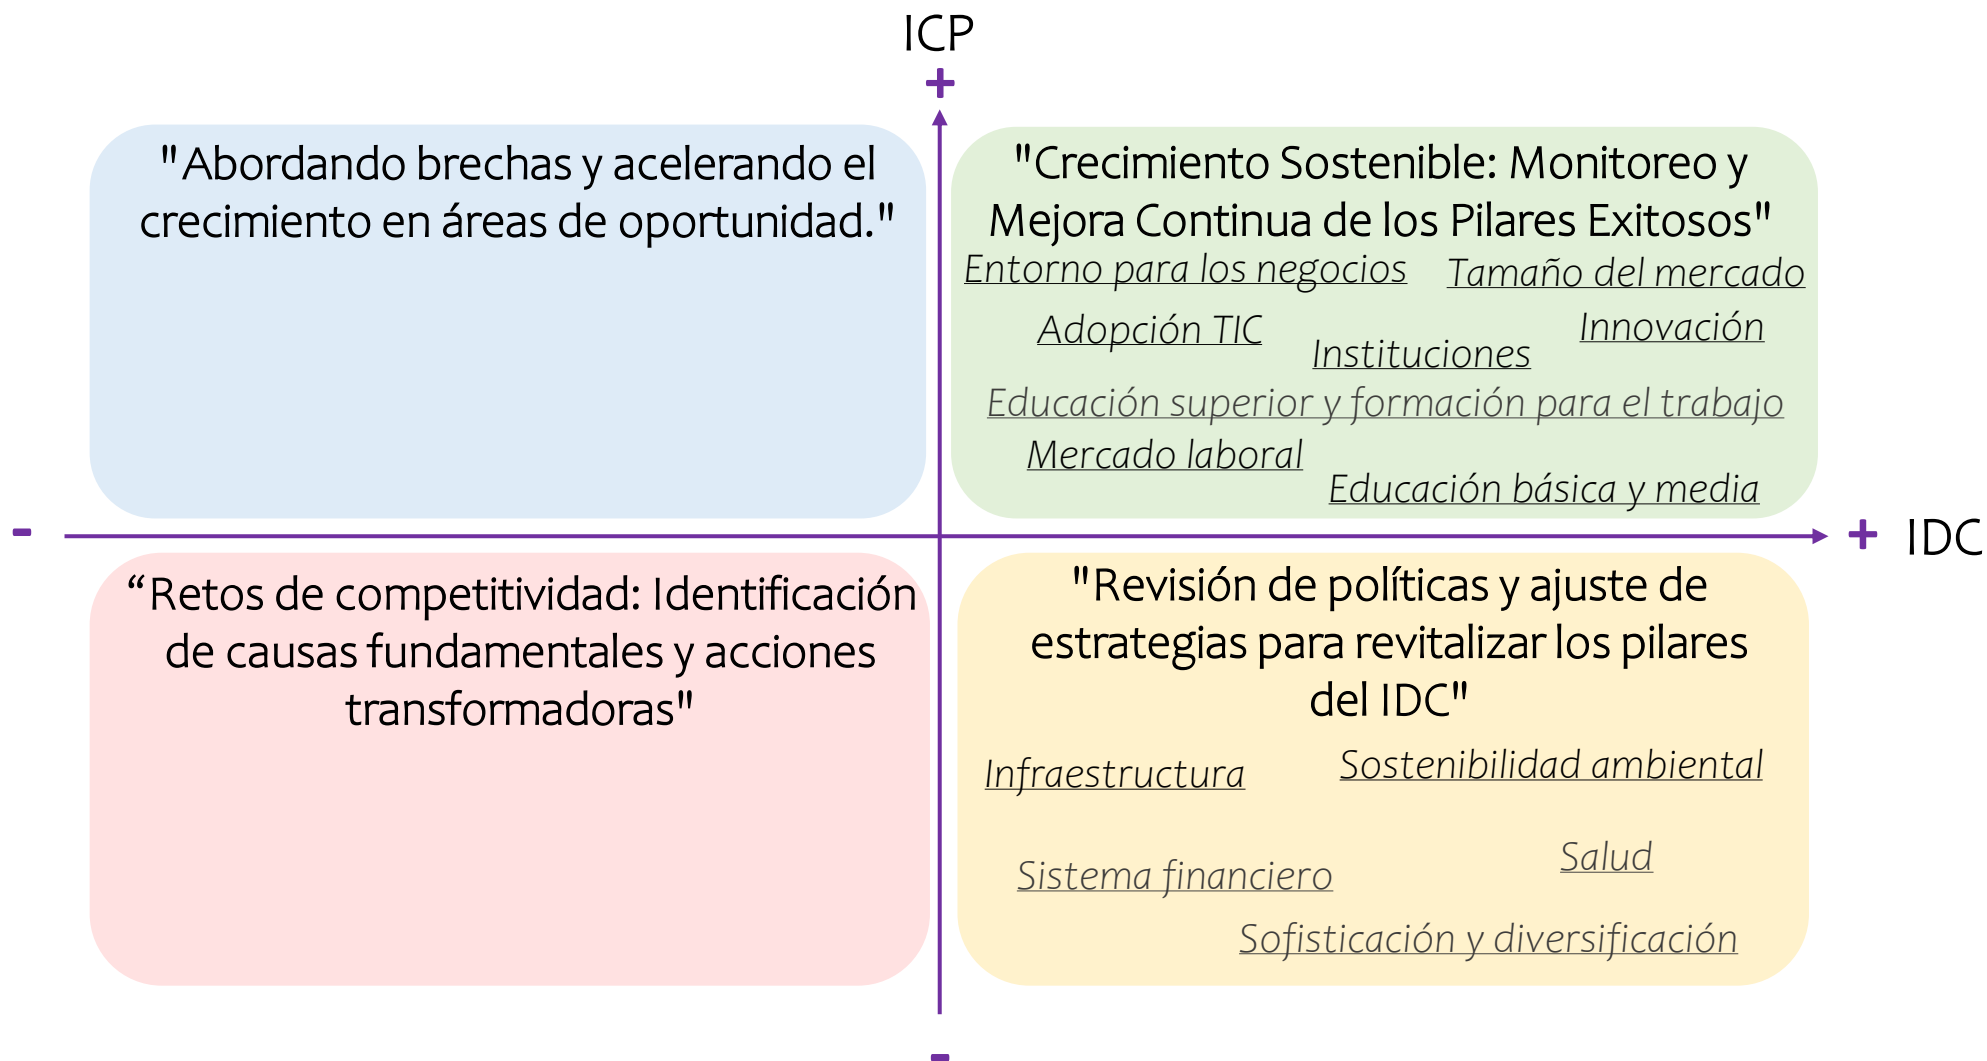 ICP
+
"Abordando brechas y acelerando el
crecimiento en áreas de oportunidad."
"Crecimiento Sostenible: Monitoreo y
Mejora Continua de los Pilares Exitosos"
Entorno para los negocios
Tamaño del mercado
Adopción TIC
Innovación
Instituciones
Educación superior y formación para el trabajo
Mercado laboral
Educación básica y media
-
+ IDC
“Retos de competitividad: Identificación
de causas fundamentales y acciones
transformadoras"
"Revisión de políticas y ajuste de
estrategias para revitalizar los pilares
del IDC"
Infraestructura
Sostenibilidad ambiental
Sistema financiero
Salud
Sofisticación y diversificación
-